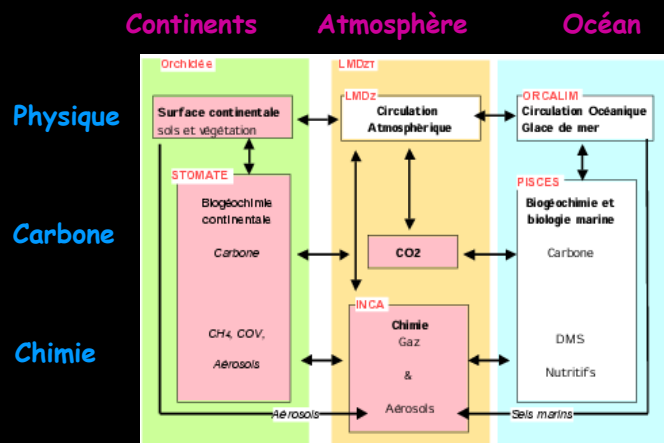 Continents Atmosphère Océan
Orchidée LMDzT
Physique
LMDz ORCALIM
Surface continentale
sols et végétation
Circulation
Atmosphèrique
Circulation Océanique
Glace de mer
STOMATE PISCES
Carbone
Biogéochimie
continentale
Carbone
CO2
Biogéochimie et
biologie marine
Carbone
Chimie
CH4, COV,
Aérosols
INCA
Chimie
Gaz
&
Aérosols
DMS
Nutritifs
Aérosols Sels marins